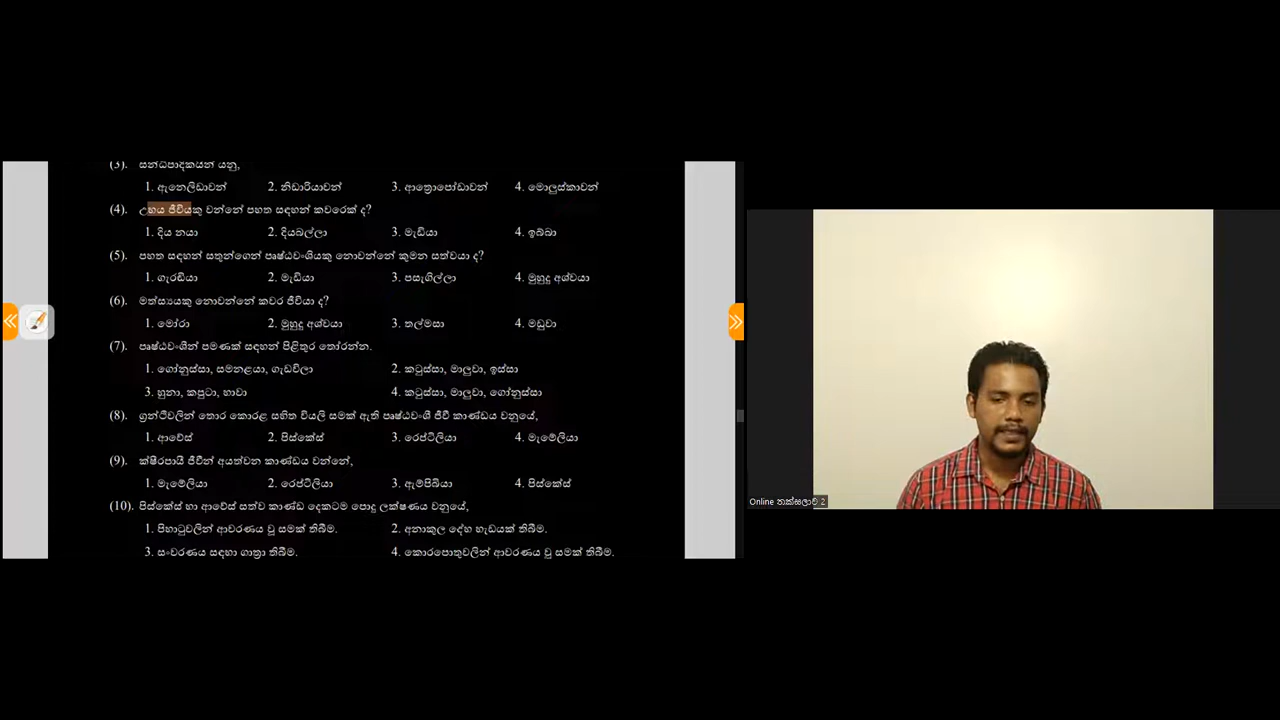 (3). සන්ධිපාදකයන් යනු,
1. ඇනෙලිඩාවන් 2. නිඩාරියාවන් 3. ආත්‍රොපෝඩාවන් 4. මොලුස්කාවන්
(4). උභය ජීවියකු වන්නේ පහත සඳහන් කවරෙක් ද?
1. දිය නයා 2. දියබල්ලා 3. මැඩියා 4. ඉබ්බා
(5). පහත සඳහන් සතුන්ගෙන් පෘෂ්ඨවංශියකු නොවන්නේ කුමන සත්වයා ද?
1. ගැරඬියා 2. මැඩියා 3. පසැඟිල්ලා 4. මුහුදු අශ්වයා
(6). මත්ස්‍යයකු නොවන්නේ කවර ජීවියා ද?
1. මෝරා 2. මුහුදු අශ්වයා 3. තල්මසා 4. මඩුවා
(7). පෘෂ්ඨවංශීන් පමණක් සඳහන් පිළිතුර තෝරන්න.
1. ගෝනුස්සා, සමනළයා, ගැඩවිලා 2. කටුස්සා, මාලුවා, ඉස්සා
3. හුනා, කපුටා, හාවා 4. කටුස්සා, මාලුවා, ගෝනුස්සා
(8). ග්‍රන්ථිවලින් තොර කොරළ සහිත වියලි සමක් ඇති පෘෂ්ඨවංශී ජීවී කාණ්ඩය වනුයේ,
1. ආවේස් 2. පිස්කේස් 3. රෙප්ටීලියා 4. මැමේලියා
(9). ක්ෂීරපායී ජීවීන් අයත්වන කාණ්ඩය වන්නේ,
1. මැමේලියා 2. රෙප්ටීලියා 3. ඇම්පිබියා 4. පිස්කේස්
(10). පිස්කේස් හා ආවේස් සත්ව කාණ්ඩ දෙකටම පොදු ලක්ෂණය වනුයේ,
1. පිහාටුවලින් ආවරණය වූ සමක් තිබීම. 2. අනාකුල දේහ හැඩයක් තිබීම.
3. සංචරණය සඳහා ගාත්‍රා තිබීම. 4. කොරපොතුවලින් ආවරණය වූ සමක් තිබීම.
Online තක්සලාව 2